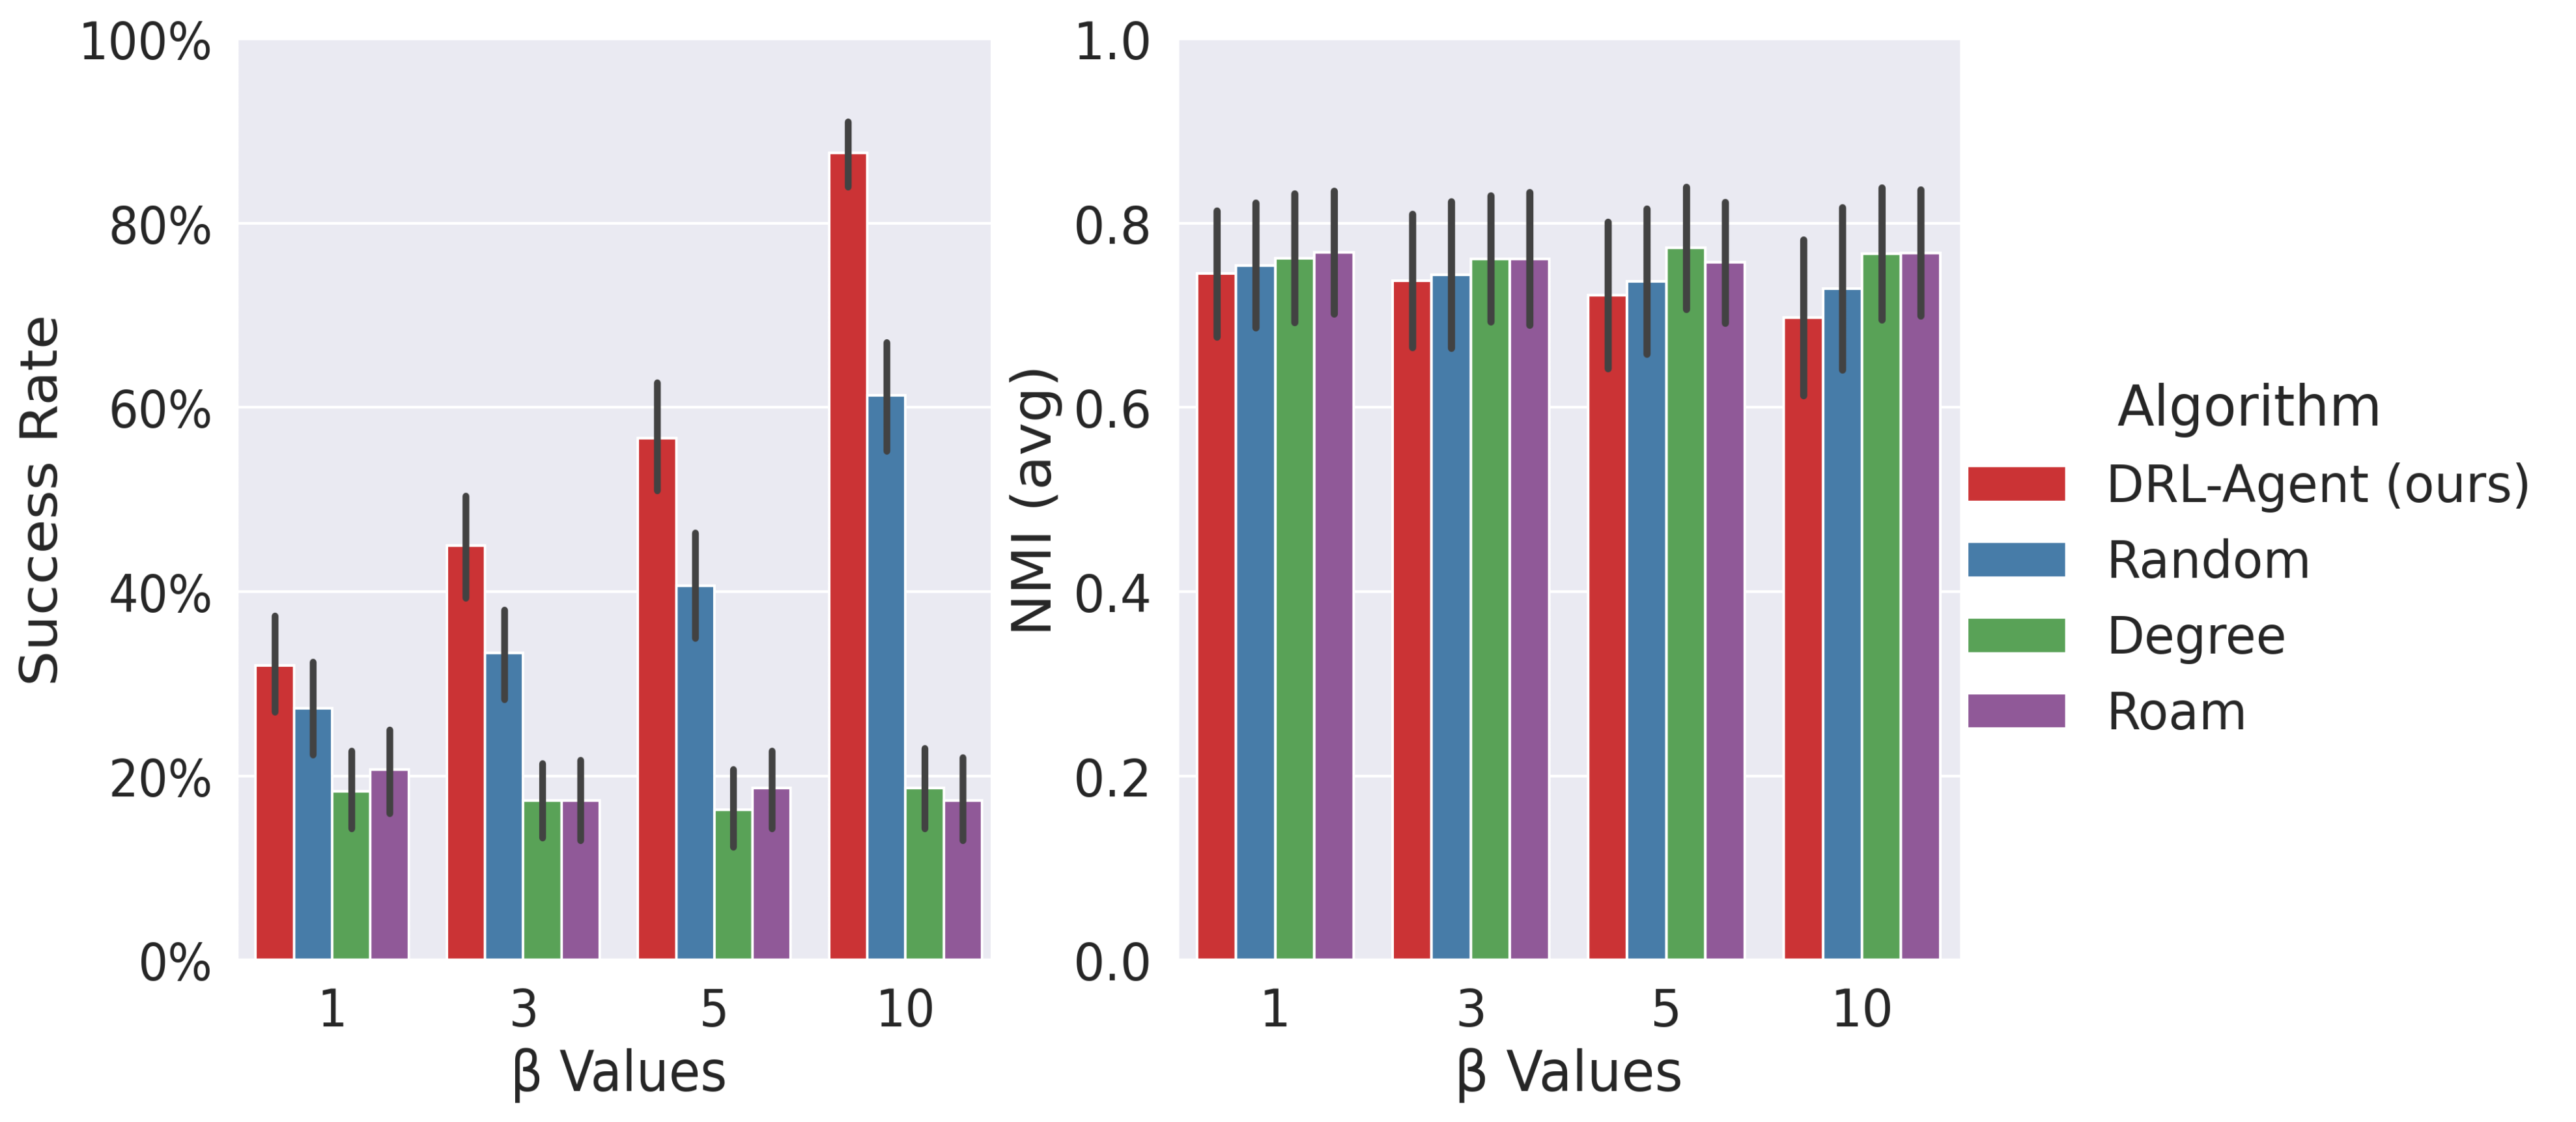 100%
80%
60%
40%
20%
0%
Success Rate
1 3 5 10
β Values
1.0
0.8
0.6
0.4
0.2
0.0
NMI (avg)
1 3 5 10
β Values
Algorithm
DRL-Agent (ours)
Random
Degree
Roam